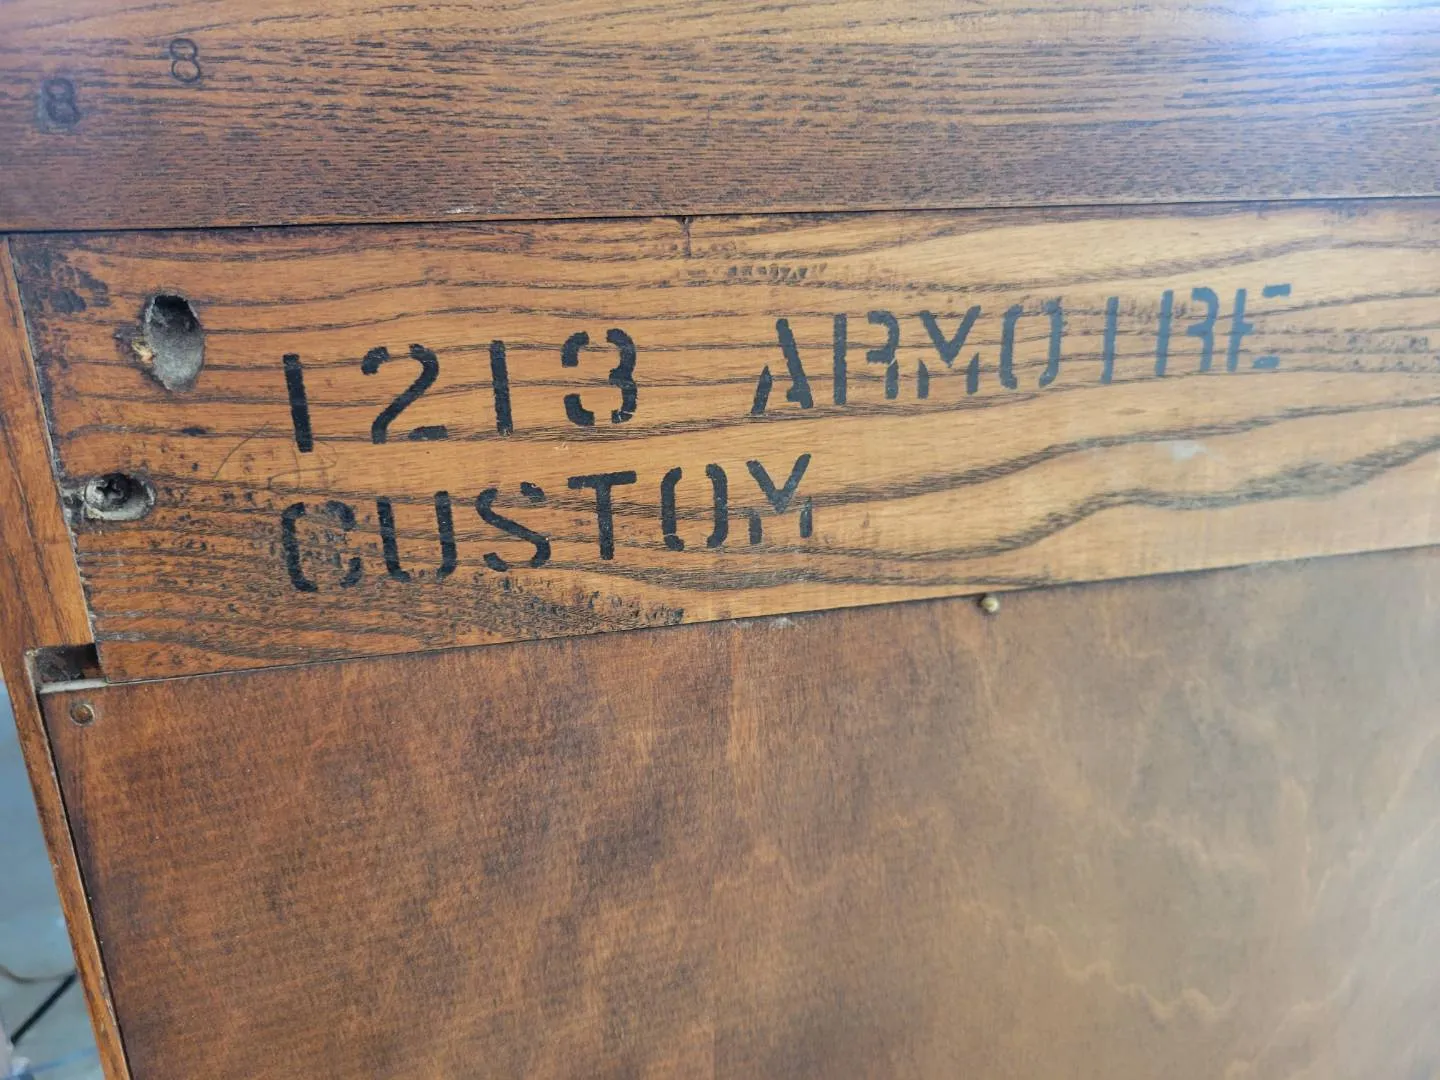 8 8
1213 ARMOIRE
CUSTOM